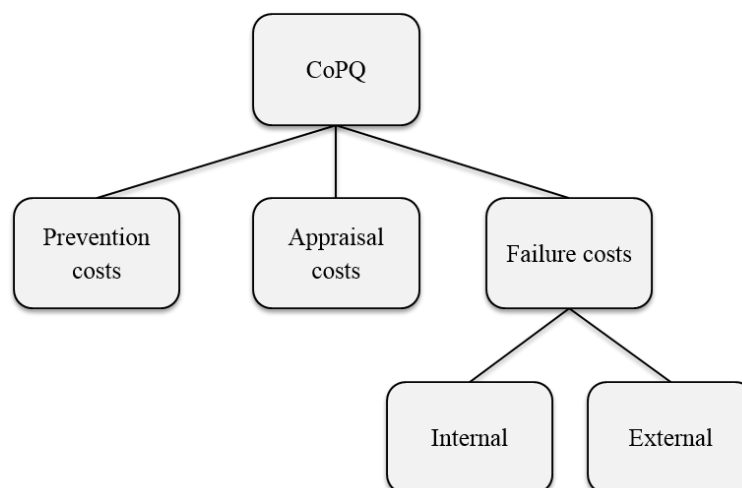 CoPQ
Prevention
costs
Appraisal
costs
Failure costs
Internal
External